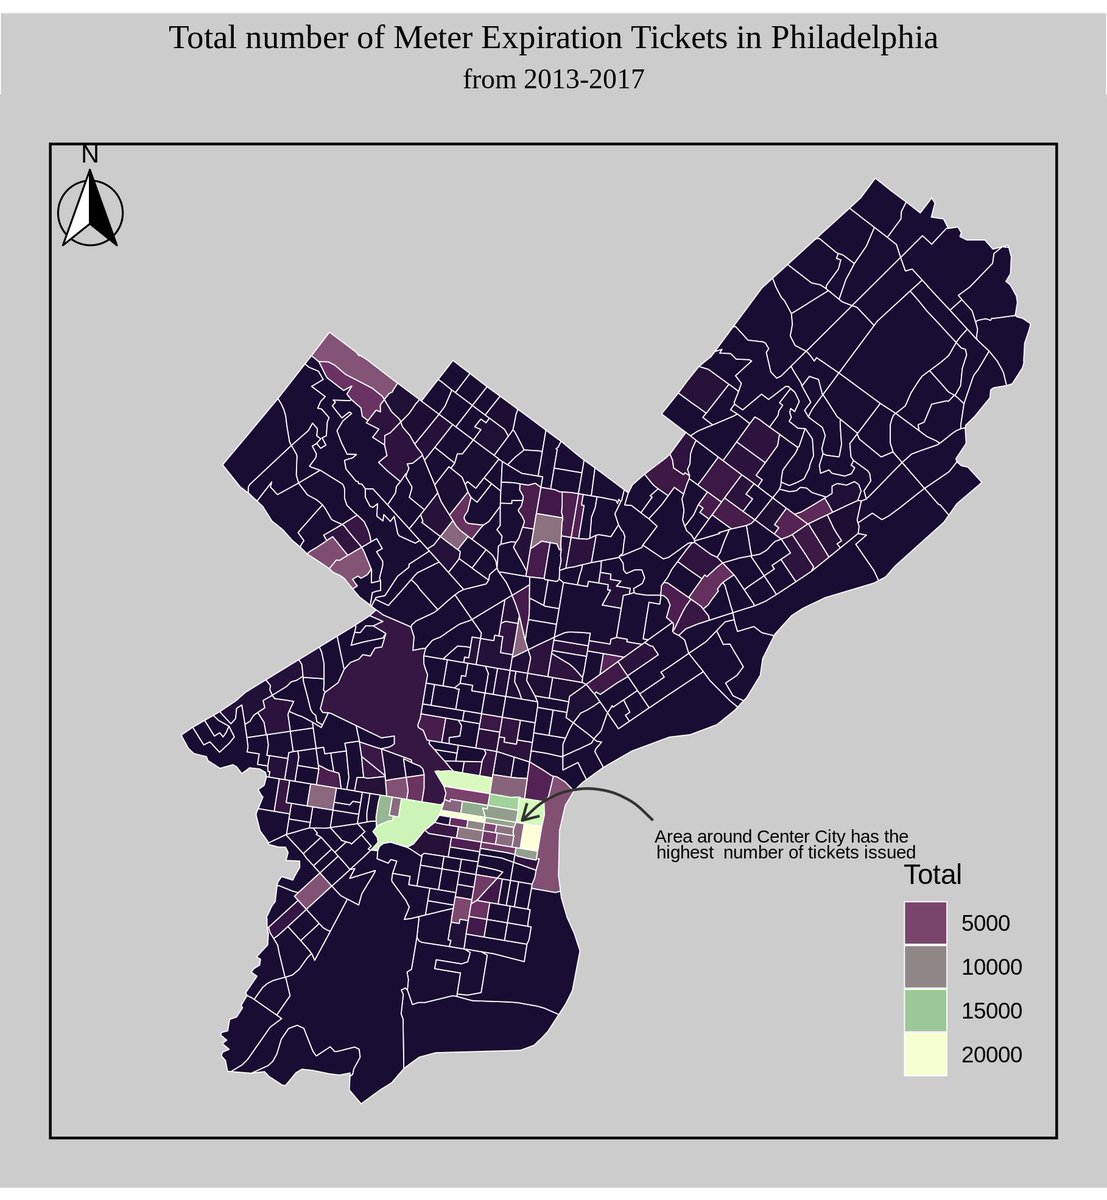 Total number of Meter Expiration Tickets in Philadelphia
from 2013-2017
N
Area around Center City has the
highest  number of tickets issued
Total
5000
10000
15000
20000